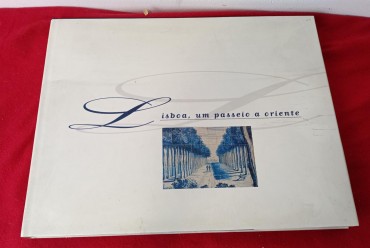 Lisboa, um passeio a oriente